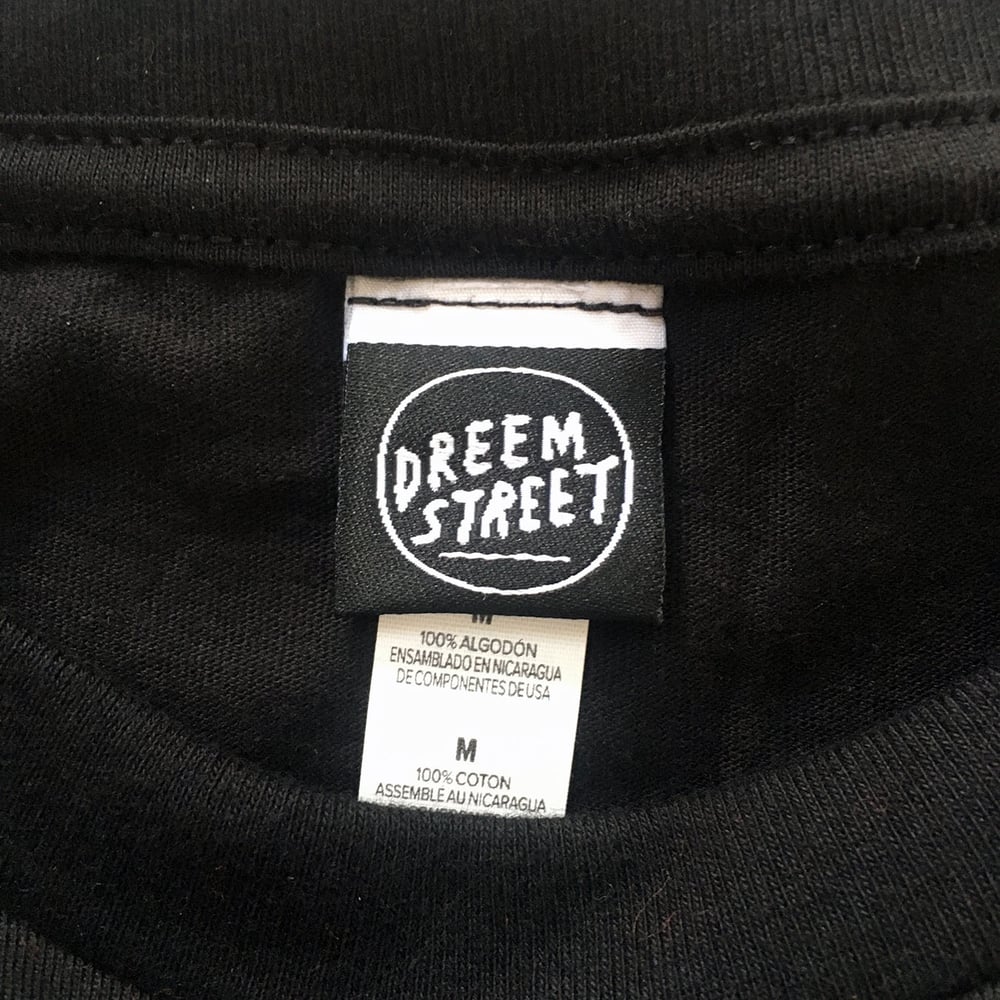 DREEM
STREET
M
100% ALGODÓN
ENSAMBLADO EN NICARAGUA
DE COMPONENTES DE USA
M
100% COTON
ASSEMBLE AU NICARAGUA